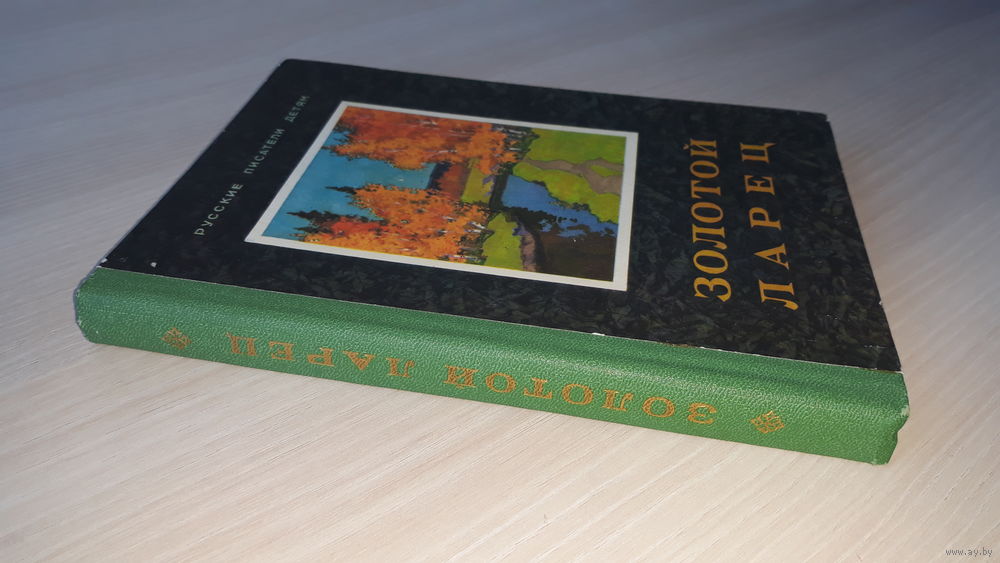 РУССКИЕ ПИСАТЕЛИ ДЕТЯМ
ЗОЛОТОЙ
ЛАРЕЦ
ЗОЛОТОЙ ЛАРЕЦ
www.ay.by